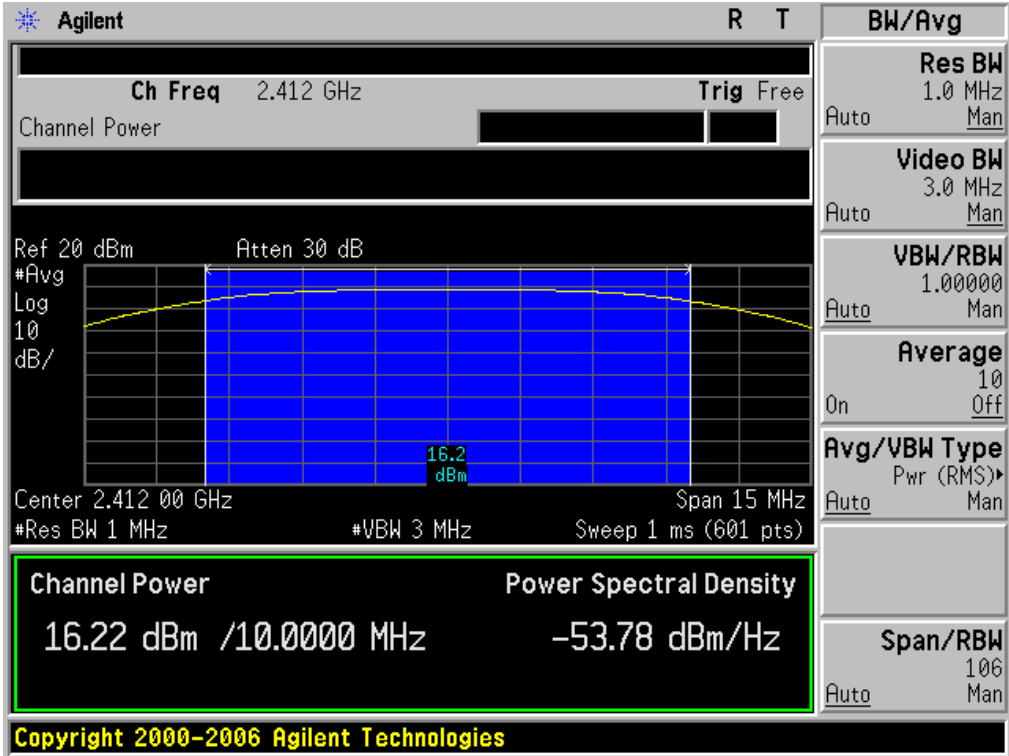 Agilent R T
Ch Freq 2.412 GHz Trig Free
Channel Power
Ref 20 dBm Atten 30 dB
#Avg
Log
10
dB/
16.2
dBm
Center 2.412 00 GHz Span 15 MHz
#Res BW 1 MHz #VBW 3 MHz Sweep 1 ms (601 pts)
Channel Power Power Spectral Density
16.22 dBm /10.0000 MHz -53.78 dBm/Hz
Copyright 2000-2006 Agilent Technologies
BW/Avg
Res BW
1.0 MHz
Auto Man
Video BW
3.0 MHz
Auto Man
VBW/RBW
1.00000
Auto Man
Average
10
On Off
Avg/VBW Type
Pwr (RMS)▸
Auto Man
Span/RBW
106
Auto Man